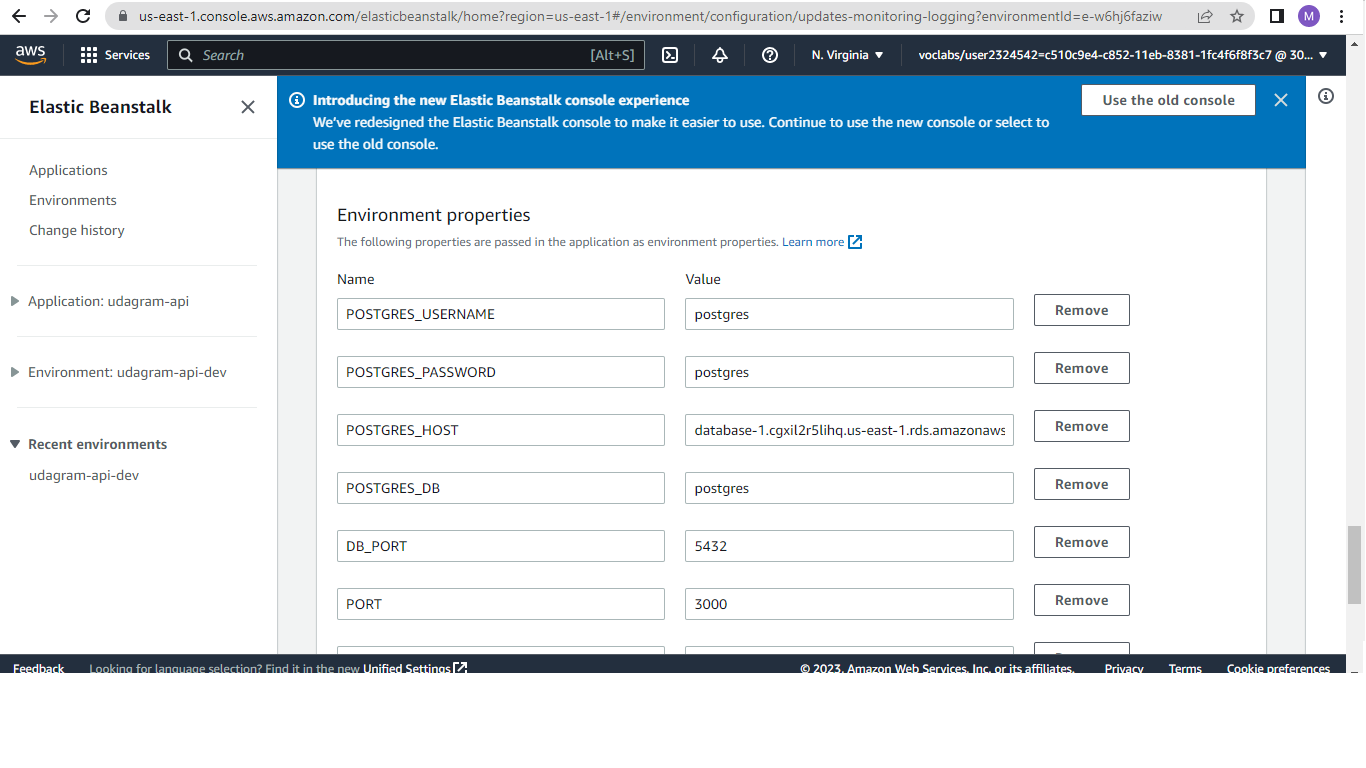 us-east-1.console.aws.amazon.com/elasticbeanstalk/home?region=us-east-1#/environment/configuration/updates-monitoring-logging?environmentId=e-w6hj6faziw
M
aws
Services
Search
[Alt+S]
N. Virginia
voclabs/user2324542=c510c9e4-c852-11eb-8381-1fc4f6f8f3c7 @ 30...
Elastic Beanstalk
Applications
Environments
Change history
Application: udagram-api
Environment: udagram-api-dev
Recent environments
udagram-api-dev
Introducing the new Elastic Beanstalk console experience
We've redesigned the Elastic Beanstalk console to make it easier to use. Continue to use the new console or select to
use the old console.
Use the old console
Environment properties
The following properties are passed in the application as environment properties. Learn more
Name Value
POSTGRES_USERNAME postgres Remove
POSTGRES_PASSWORD postgres Remove
POSTGRES_HOST database-1.cgxil2r5lihq.us-east-1.rds.amazonaws Remove
POSTGRES_DB postgres Remove
DB_PORT 5432 Remove
PORT 3000 Remove
Feedback Looking for language selection? Find it in the new Unified Settings © 2023, Amazon Web Services, Inc. or its affiliates. Privacy Terms Cookie preferences